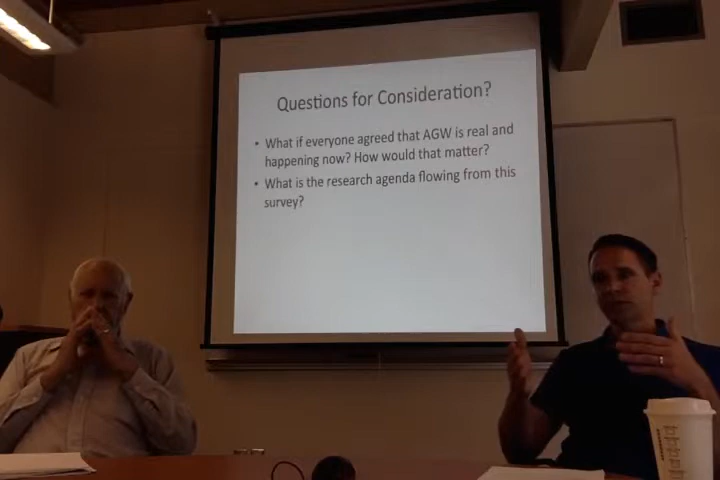 Questions for Consideration?
• What if everyone agreed that AGW is real and
happening now? How would that matter?
• What is the research agenda flowing from this
survey?